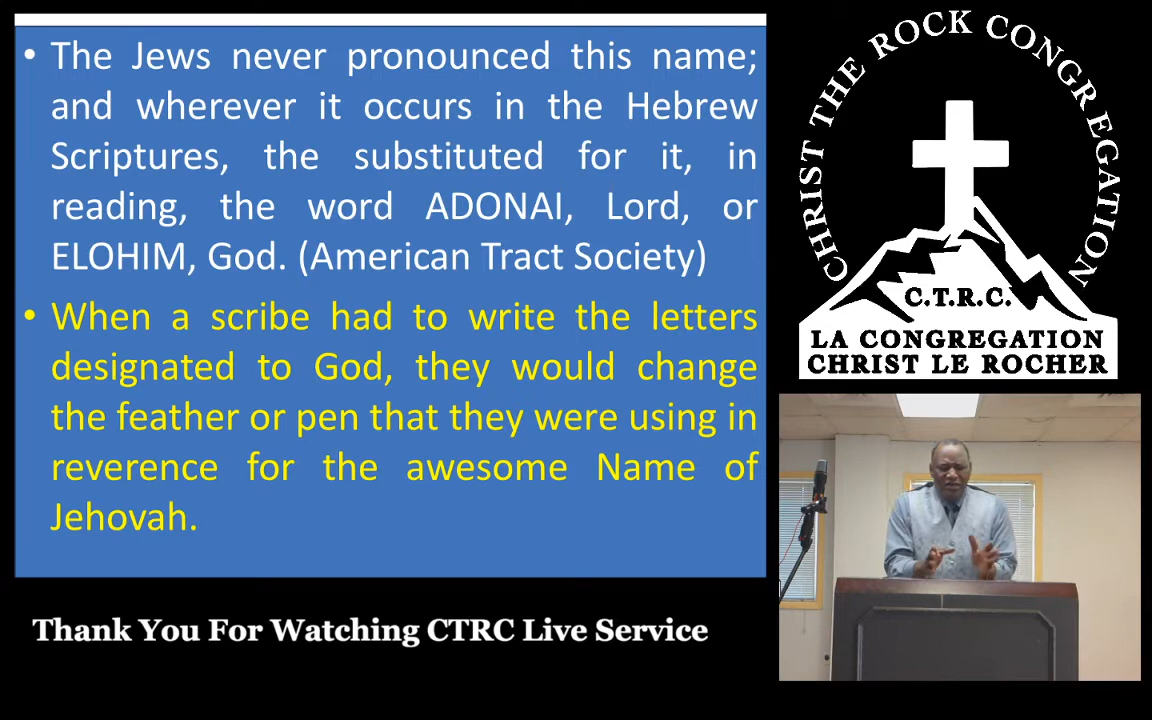 • The Jews never pronounced this name;
and wherever it occurs in the Hebrew
Scriptures, the substituted for it, in
reading, the word ADONAI, Lord, or
ELOHIM, God. (American Tract Society)
• When a scribe had to write the letters
designated to God, they would change
the feather or pen that they were using in
reverence for the awesome Name of
Jehovah.
CHRIST THE ROCK CONGREGATION
C.T.R.C.
LA CONGREGATION
CHRIST LE ROCHER
Thank You For Watching CTRC Live Service